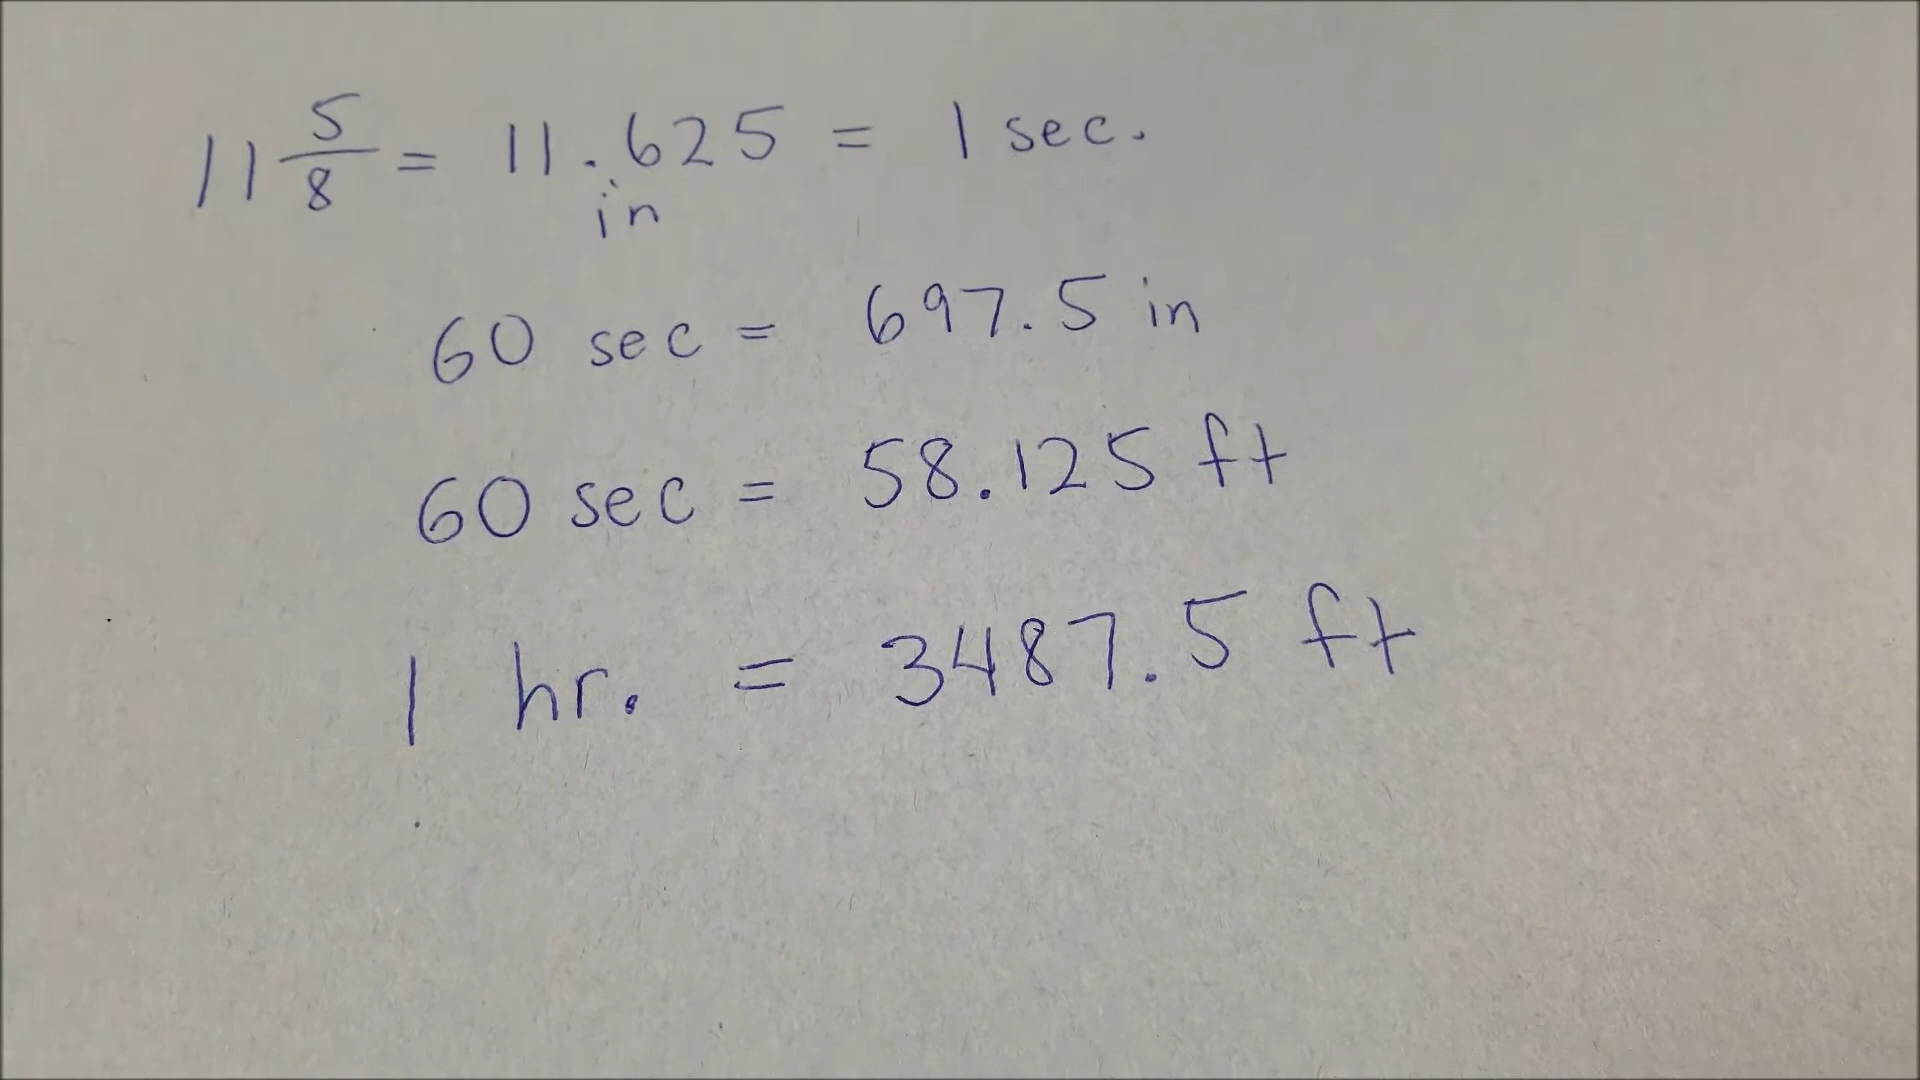 11 5/8 = 11.625 = 1 sec.
in
60 sec = 697.5 in
60 sec = 58.125 ft
1 hr. = 3487.5 ft